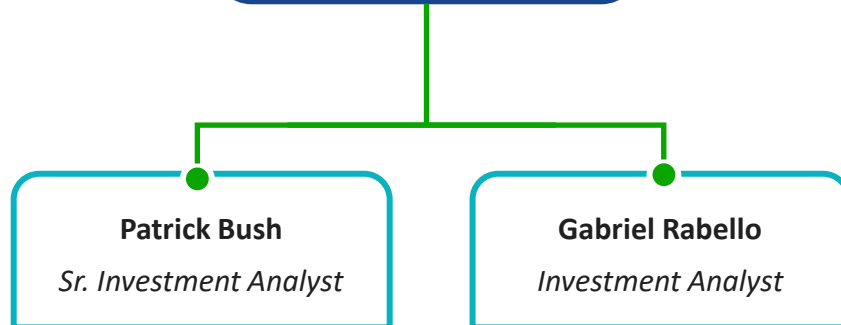 Patrick Bush
Sr. Investment Analyst
Gabriel Rabello
Investment Analyst